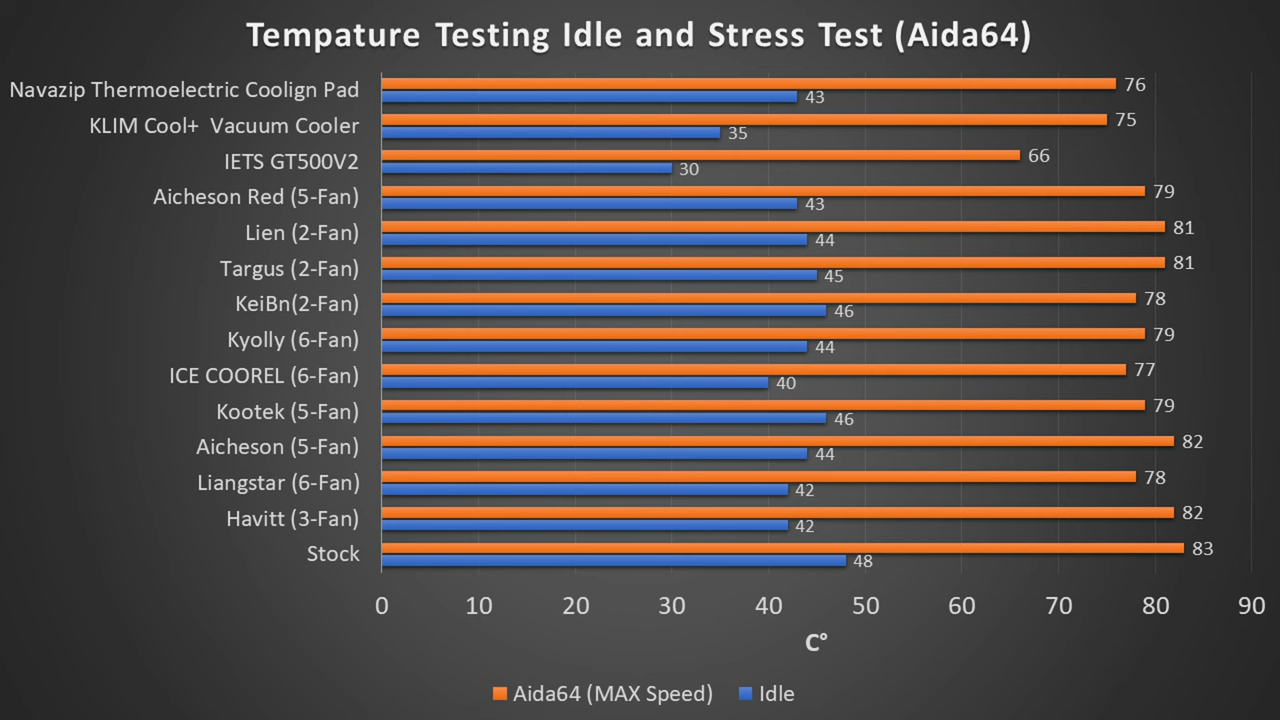 Tempature Testing Idle and Stress Test (Aida64)
Navazip Thermoelectric Coolign Pad 76 43
KLIM Cool+ Vacuum Cooler 75 35
IETS GT500V2 66 30
Aicheson Red (5-Fan) 79 43
Lien (2-Fan) 81 44
Targus (2-Fan) 81 45
KeiBn(2-Fan) 78 46
Kyolly (6-Fan) 79 44
ICE COOREL (6-Fan) 77 40
Kootek (5-Fan) 79 46
Aicheson (5-Fan) 82 44
Liangstar (6-Fan) 78 42
Havitt (3-Fan) 82 42
Stock 83 48
0 10 20 30 40 50 60 70 80 90
C°
Aida64 (MAX Speed) Idle